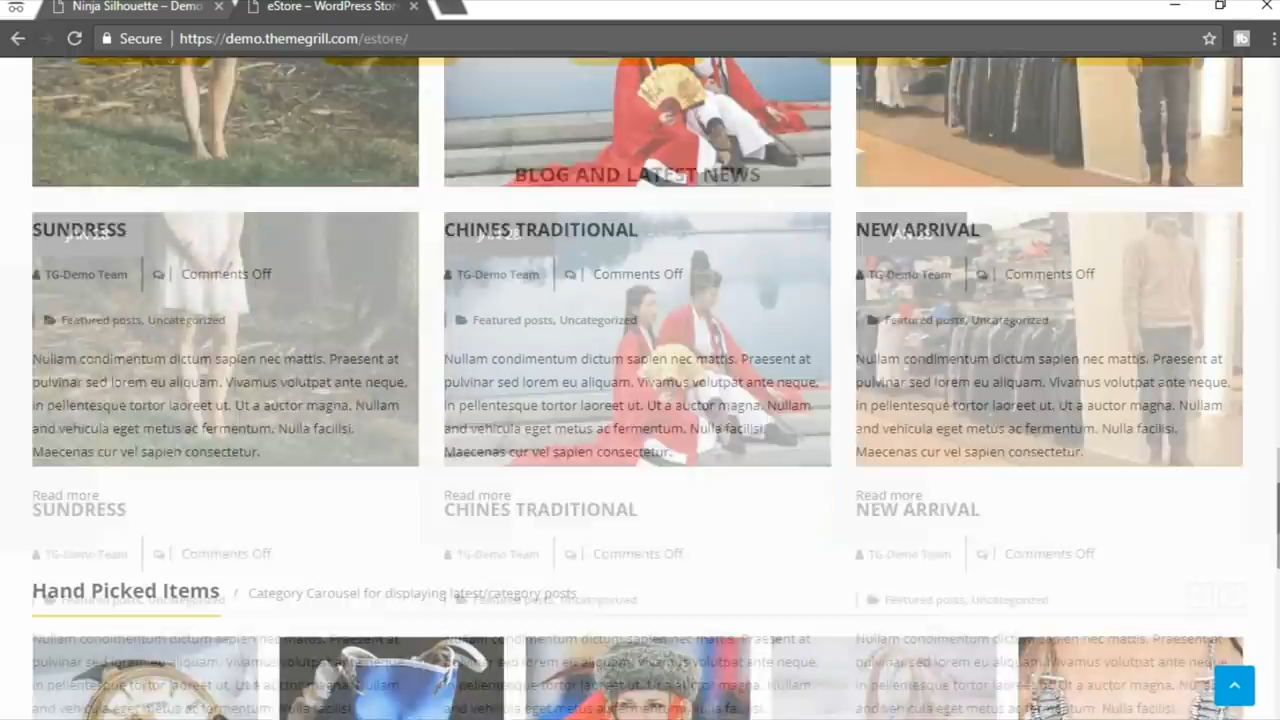 Ninja Silhouette – Demo
eStore – WordPress Stor
Secure
https://demo.themegrill.com/estore/
BLOG AND LATEST NEWS
SUNDRESS
CHINES TRADITIONAL
NEW ARRIVAL
TG-Demo Team | Comments Off
TG-Demo Team | Comments Off
TG-Demo Team | Comments Off
Featured posts, Uncategorized
Featured posts, Uncategorized
Featured posts, Uncategorized
Nullam condimentum dictum sapien nec mattis. Praesent at
pulvinar sed lorem eu aliquam. Vivamus volutpat ante neque,
in pellentesque tortor laoreet ut. Ut a auctor magna. Nullam
and vehicula eget metus ac fermentum. Nulla facilisi.
Maecenas cur vel sapien consectetur.
Nullam condimentum dictum sapien nec mattis. Praesent at
pulvinar sed lorem eu aliquam. Vivamus volutpat ante neque,
in pellentesque tortor laoreet ut. Ut a auctor magna. Nullam
and vehicula eget metus ac fermentum. Nulla facilisi.
Maecenas cur vel sapien consectetur.
Nullam condimentum dictum sapien nec mattis. Praesent at
pulvinar sed lorem eu aliquam. Vivamus volutpat ante neque,
in pellentesque tortor laoreet ut. Ut a auctor magna. Nullam
and vehicula eget metus ac fermentum. Nulla facilisi.
Maecenas cur vel sapien consectetur.
Read more
Read more
Read more
SUNDRESS
CHINES TRADITIONAL
NEW ARRIVAL
TG-Demo Team | Comments Off
TG-Demo Team | Comments Off
TG-Demo Team | Comments Off
Hand Picked Items / Category Carousel for displaying latest/category posts
Featured posts, Uncategorized
Featured posts, Uncategorized
Featured posts, Uncategorized